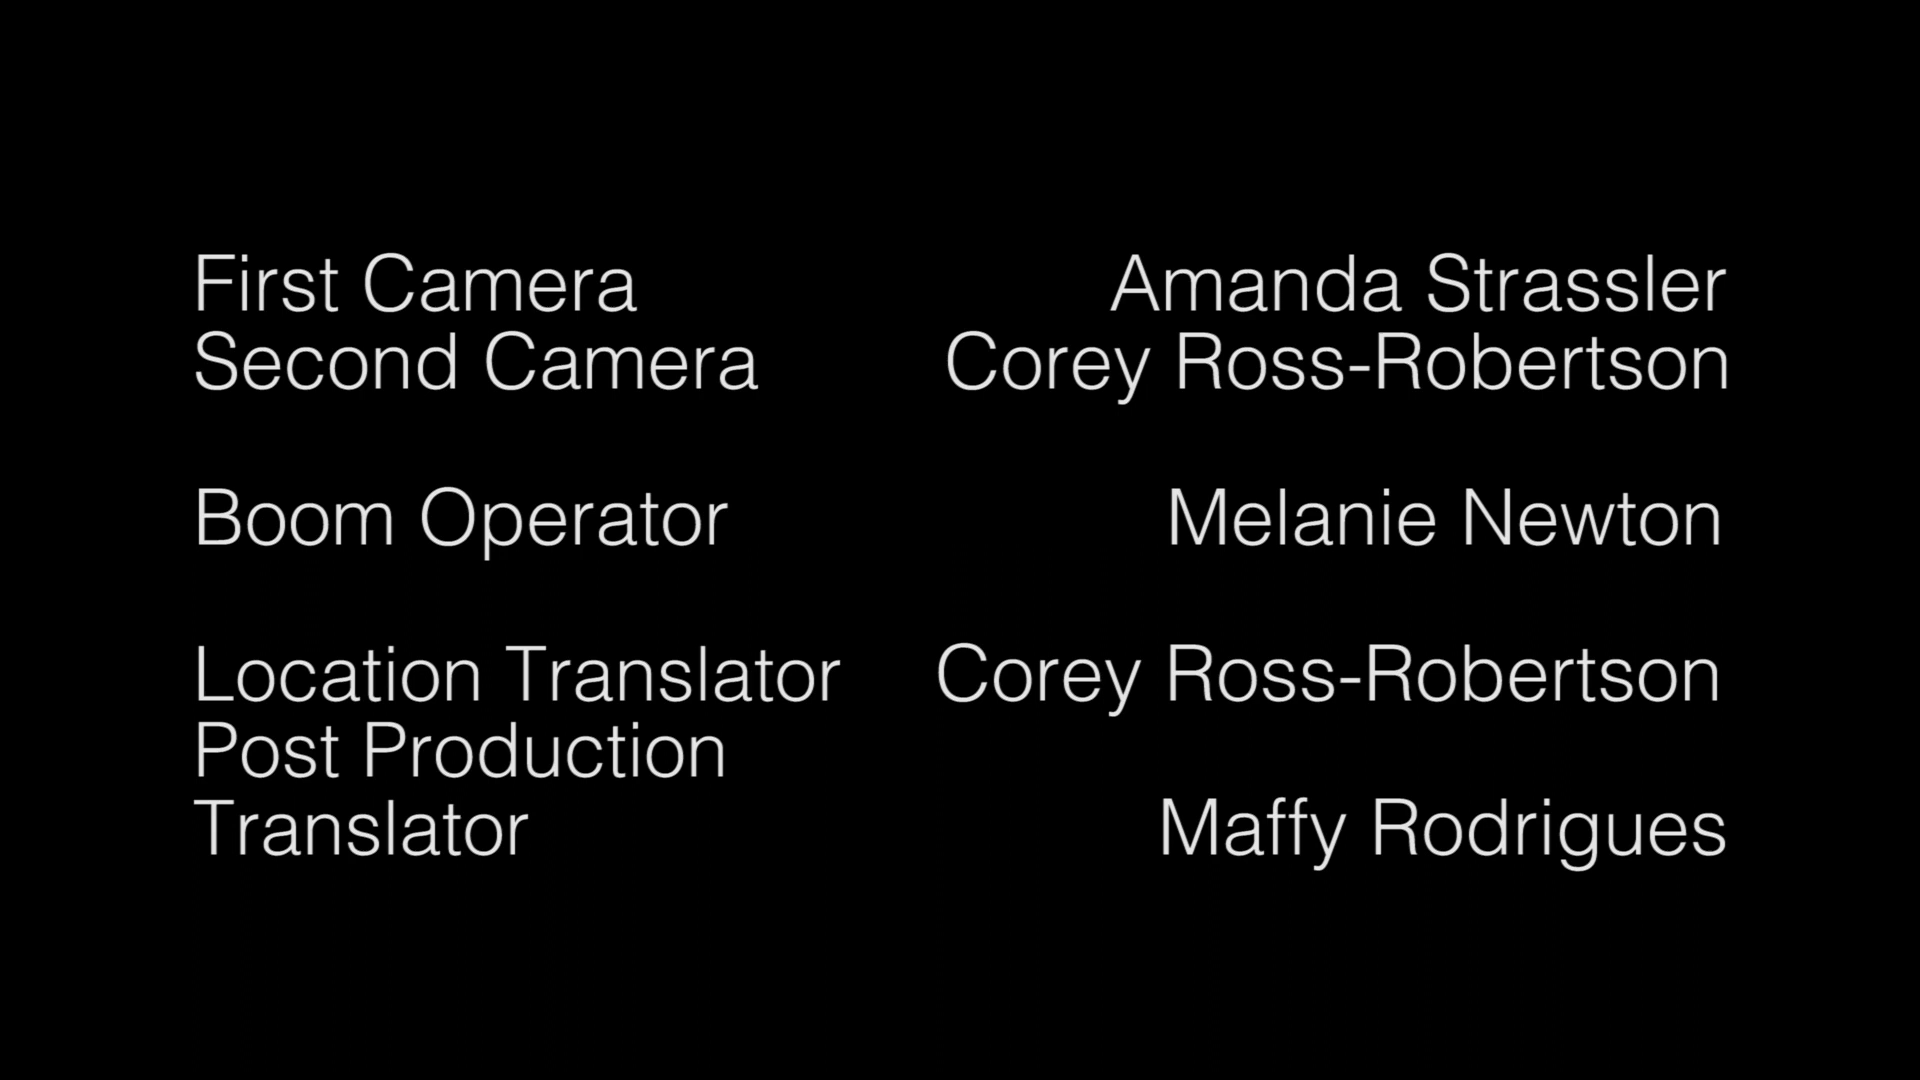 First Camera Amanda Strassler
Second Camera Corey Ross-Robertson
Boom Operator Melanie Newton
Location Translator Corey Ross-Robertson
Post Production
Translator Maffy Rodrigues